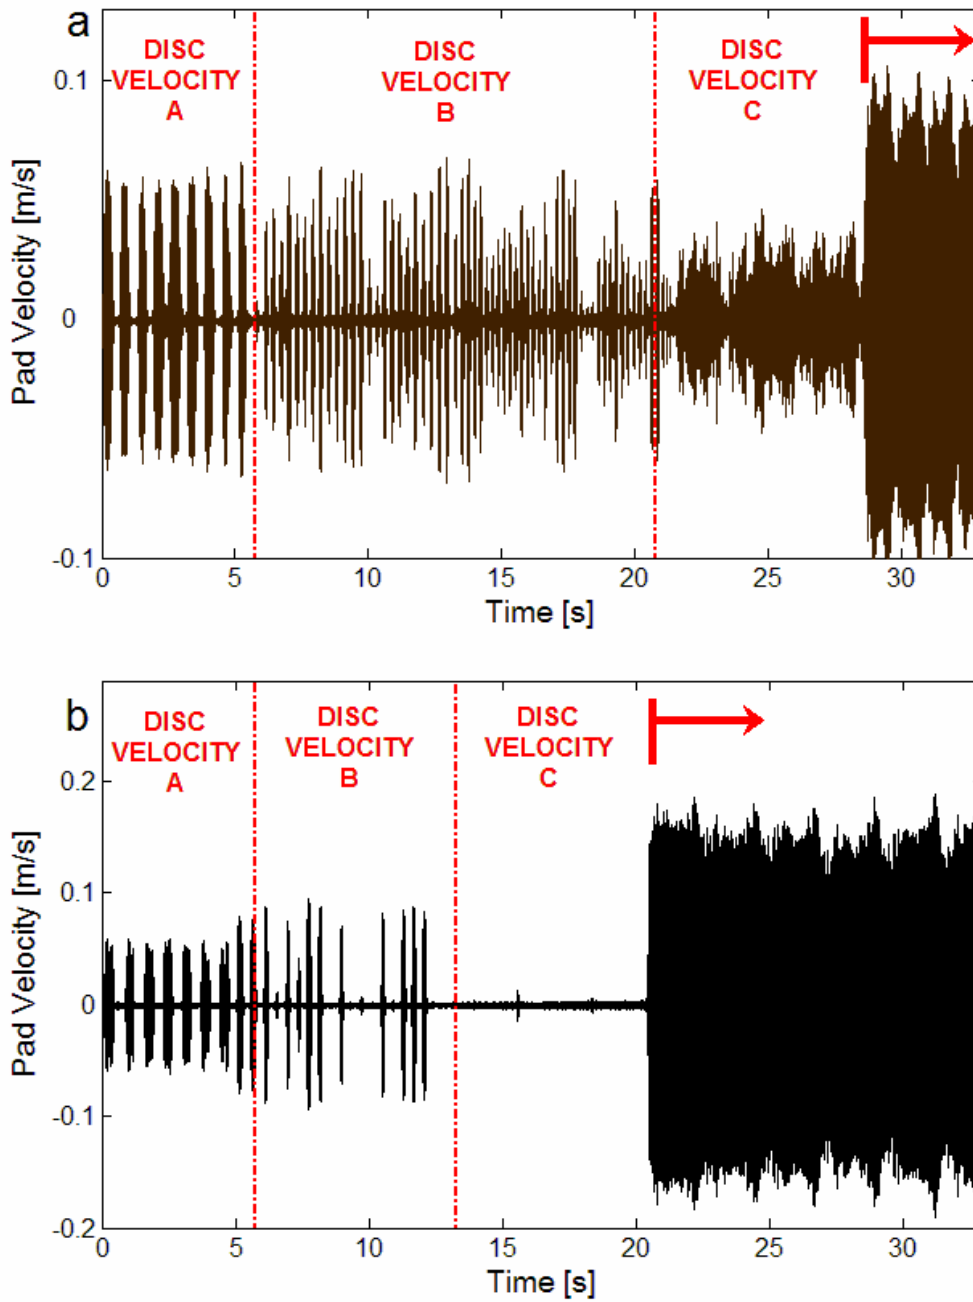 a
DISC VELOCITY A
DISC VELOCITY B
DISC VELOCITY C
0.1
0
-0.1
Pad Velocity [m/s]
0 5 10 15 20 25 30
Time [s]
b
DISC VELOCITY A
DISC VELOCITY B
DISC VELOCITY C
0.2
0.1
0
-0.1
-0.2
Pad Velocity [m/s]
0 5 10 15 20 25 30
Time [s]